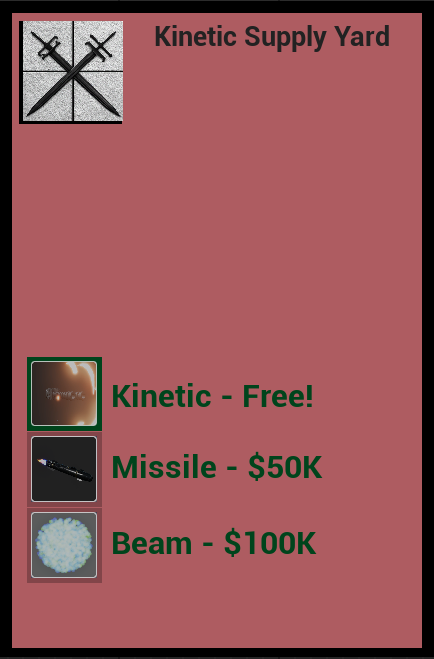 Kinetic Supply Yard
Kinetic - Free!
Missile - $50K
Beam - $100K